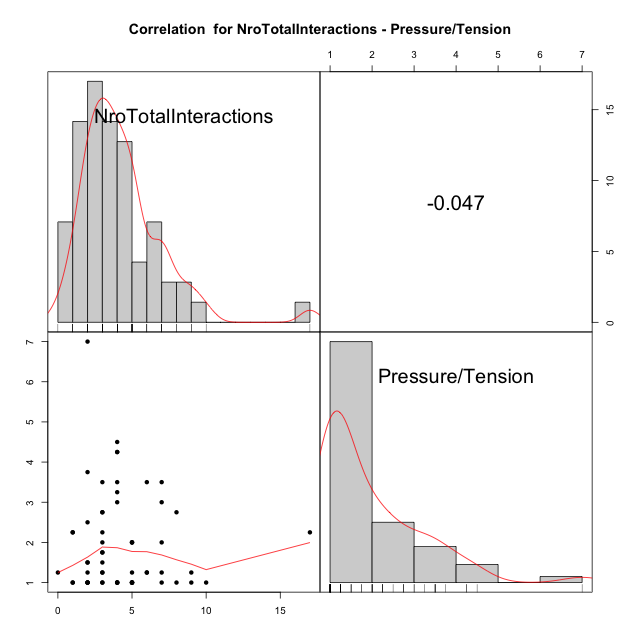 Correlation  for NroTotalInteractions - Pressure/Tension
1 2 3 4 5 6 7
NroTotalInteractions
-0.047
15
10
5
0
7
6
5
4
3
2
1
Pressure/Tension
0 5 10 15